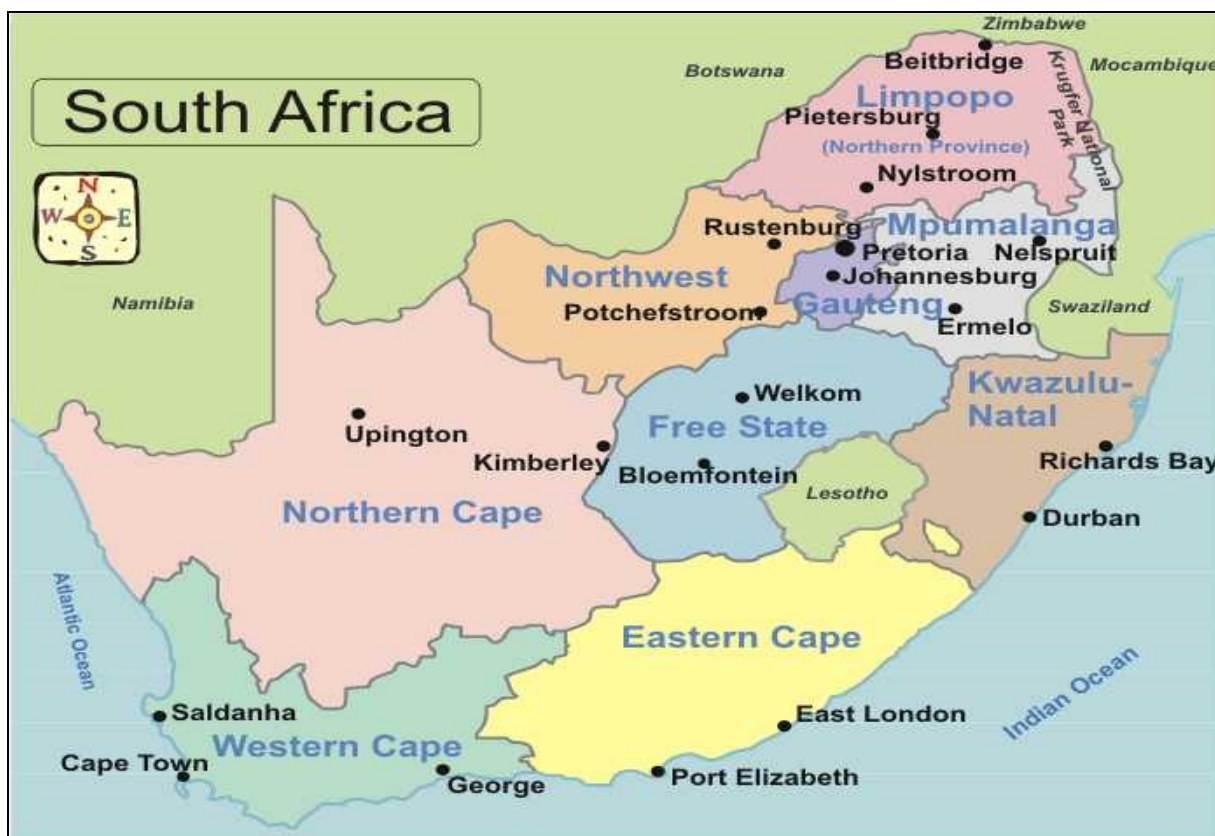 Zimbabwe
Beitbridge
Botswana
Mocambique
South Africa
Limpopo
Krugfer National
Park
Pietersburg
(Northern Province)
Nylstroom
N
W E
S
Rustenburg
Mpumalanga
Pretoria
Nelspruit
Northwest
Johannesburg
Namibia
Potchefstroom
Gauteng
Swaziland
Ermelo
Kwazulu-
Natal
Welkom
Upington
Free State
Kimberley
Bloemfontein
Richards Bay
Lesotho
Northern Cape
Durban
Atlantic Ocean
Eastern Cape
Indian Ocean
Saldanha
East London
Western Cape
Cape Town
George
Port Elizabeth